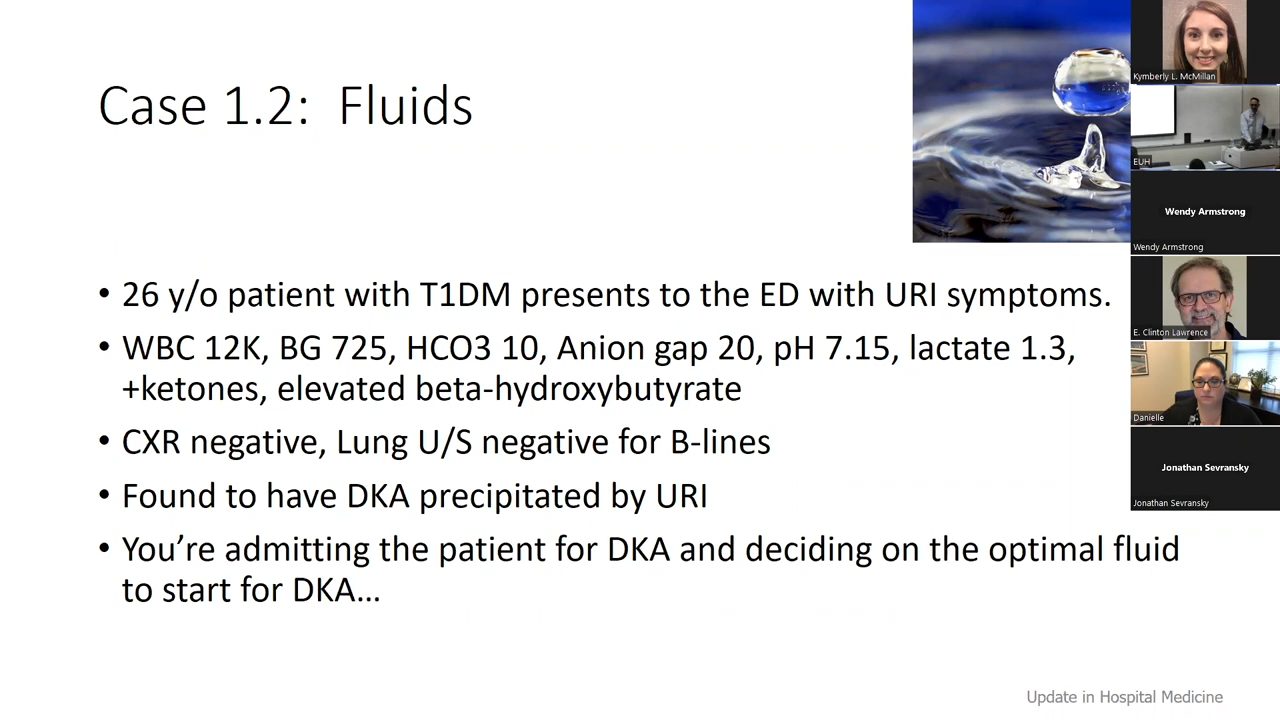 Case 1.2: Fluids
• 26 y/o patient with T1DM presents to the ED with URI symptoms.
• WBC 12K, BG 725, HCO3 10, Anion gap 20, pH 7.15, lactate 1.3,
+ketones, elevated beta-hydroxybutyrate
• CXR negative, Lung U/S negative for B-lines
• Found to have DKA precipitated by URI
• You’re admitting the patient for DKA and deciding on the optimal fluid
to start for DKA…
Update in Hospital Medicine
Kymberly L. McMillan
EUH
Wendy Armstrong
Wendy Armstrong
E. Clinton Lawrence
Danielle
Jonathan Sevransky
Jonathan Sevransky